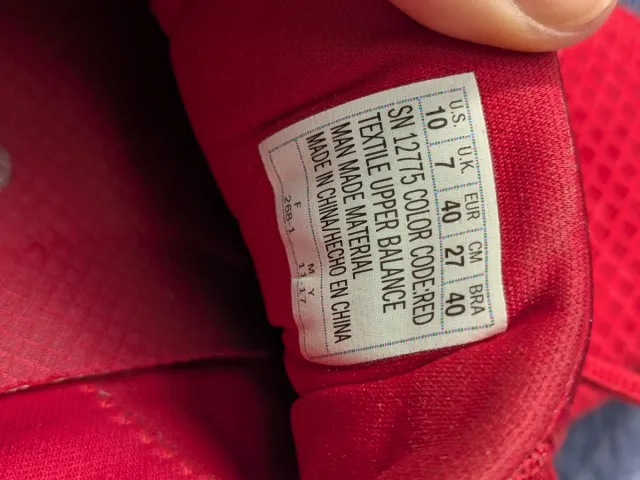 U.S. U.K. EUR CM BRA
10 7 40 27 40
SN 12775 COLOR CODE:RED
TEXTILE UPPER BALANCE
MAN MADE MATERIAL
MADE IN CHINA/HECHO EN CHINA
F M Y
268-1 11-17